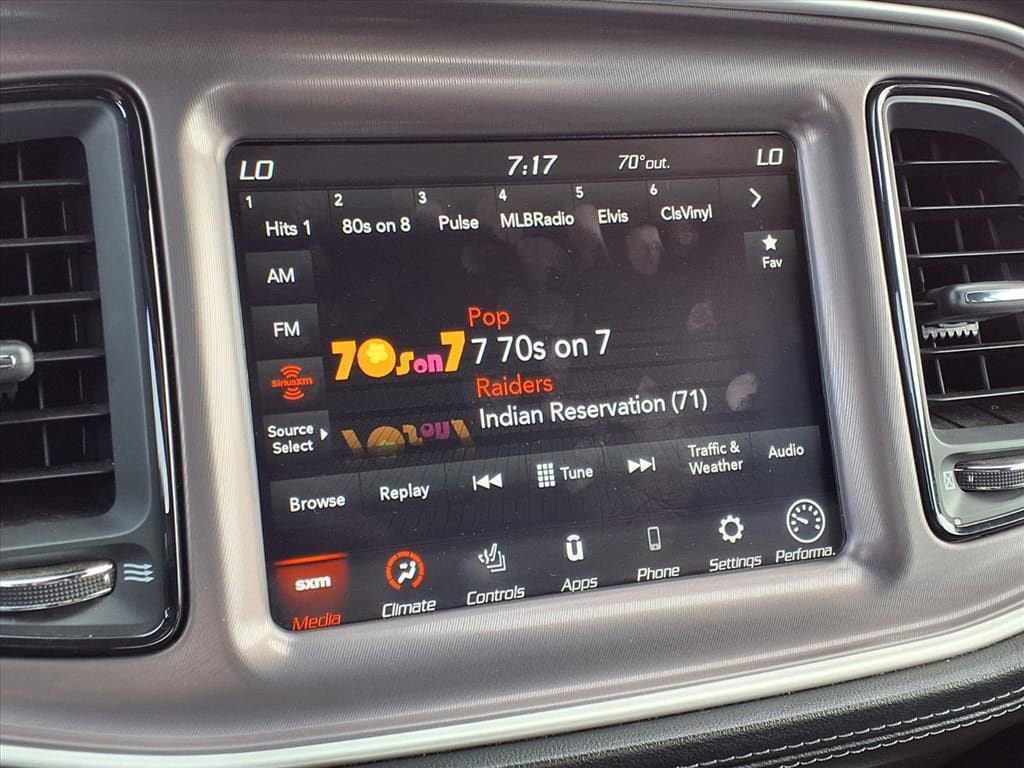 LO 7:17 70°out. LO
1 2 3 4 5 6
Hits 1 80s on 8 Pulse MLBRadio Elvis ClsVinyl
Fav
AM
FM
SiriusXM
Source
Select
70s on 7
Pop
7 70s on 7
Raiders
Indian Reservation (71)
Browse Replay Tune Traffic &
Weather Audio
sxm
Media Climate Controls Apps Phone Settings Performa.